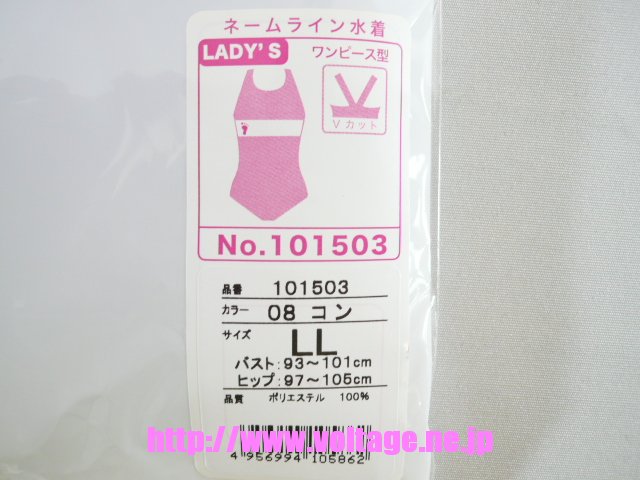 ネームライン水着
LADY'S ワンピース型
Vカット
No.101503
品番 101503
カラー 08 コン
サイズ LL
バスト:93〜101cm
ヒップ:97〜105cm
品質 ポリエステル 100%
http://www.voltage.ne.jp
4 956994 105862